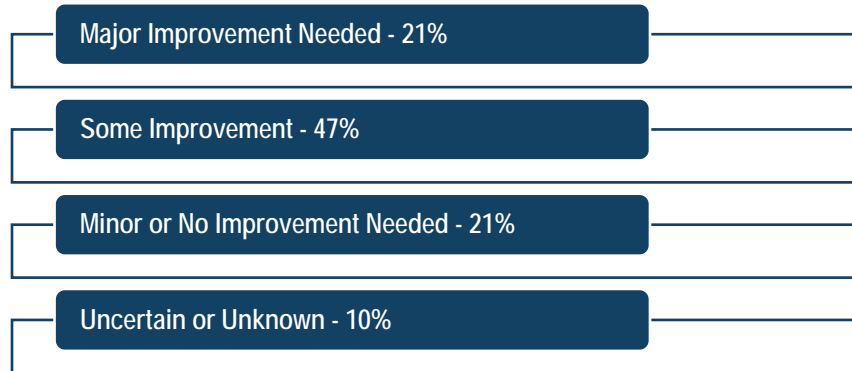 Major Improvement Needed - 21%
Some Improvement - 47%
Minor or No Improvement Needed - 21%
Uncertain or Unknown - 10%